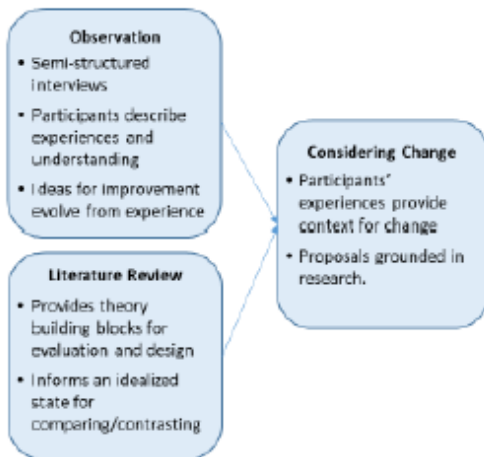 Observation
• Semi-structured
interviews
• Participants describe
experiences and
understanding
• Ideas for improvement
evolve from experience
Literature Review
• Provides theory
building blocks for
evaluation and design
• Informs an idealized
state for
comparing/contrasting
Considering Change
• Participants'
experiences provide
context for change
• Proposals grounded in
research.